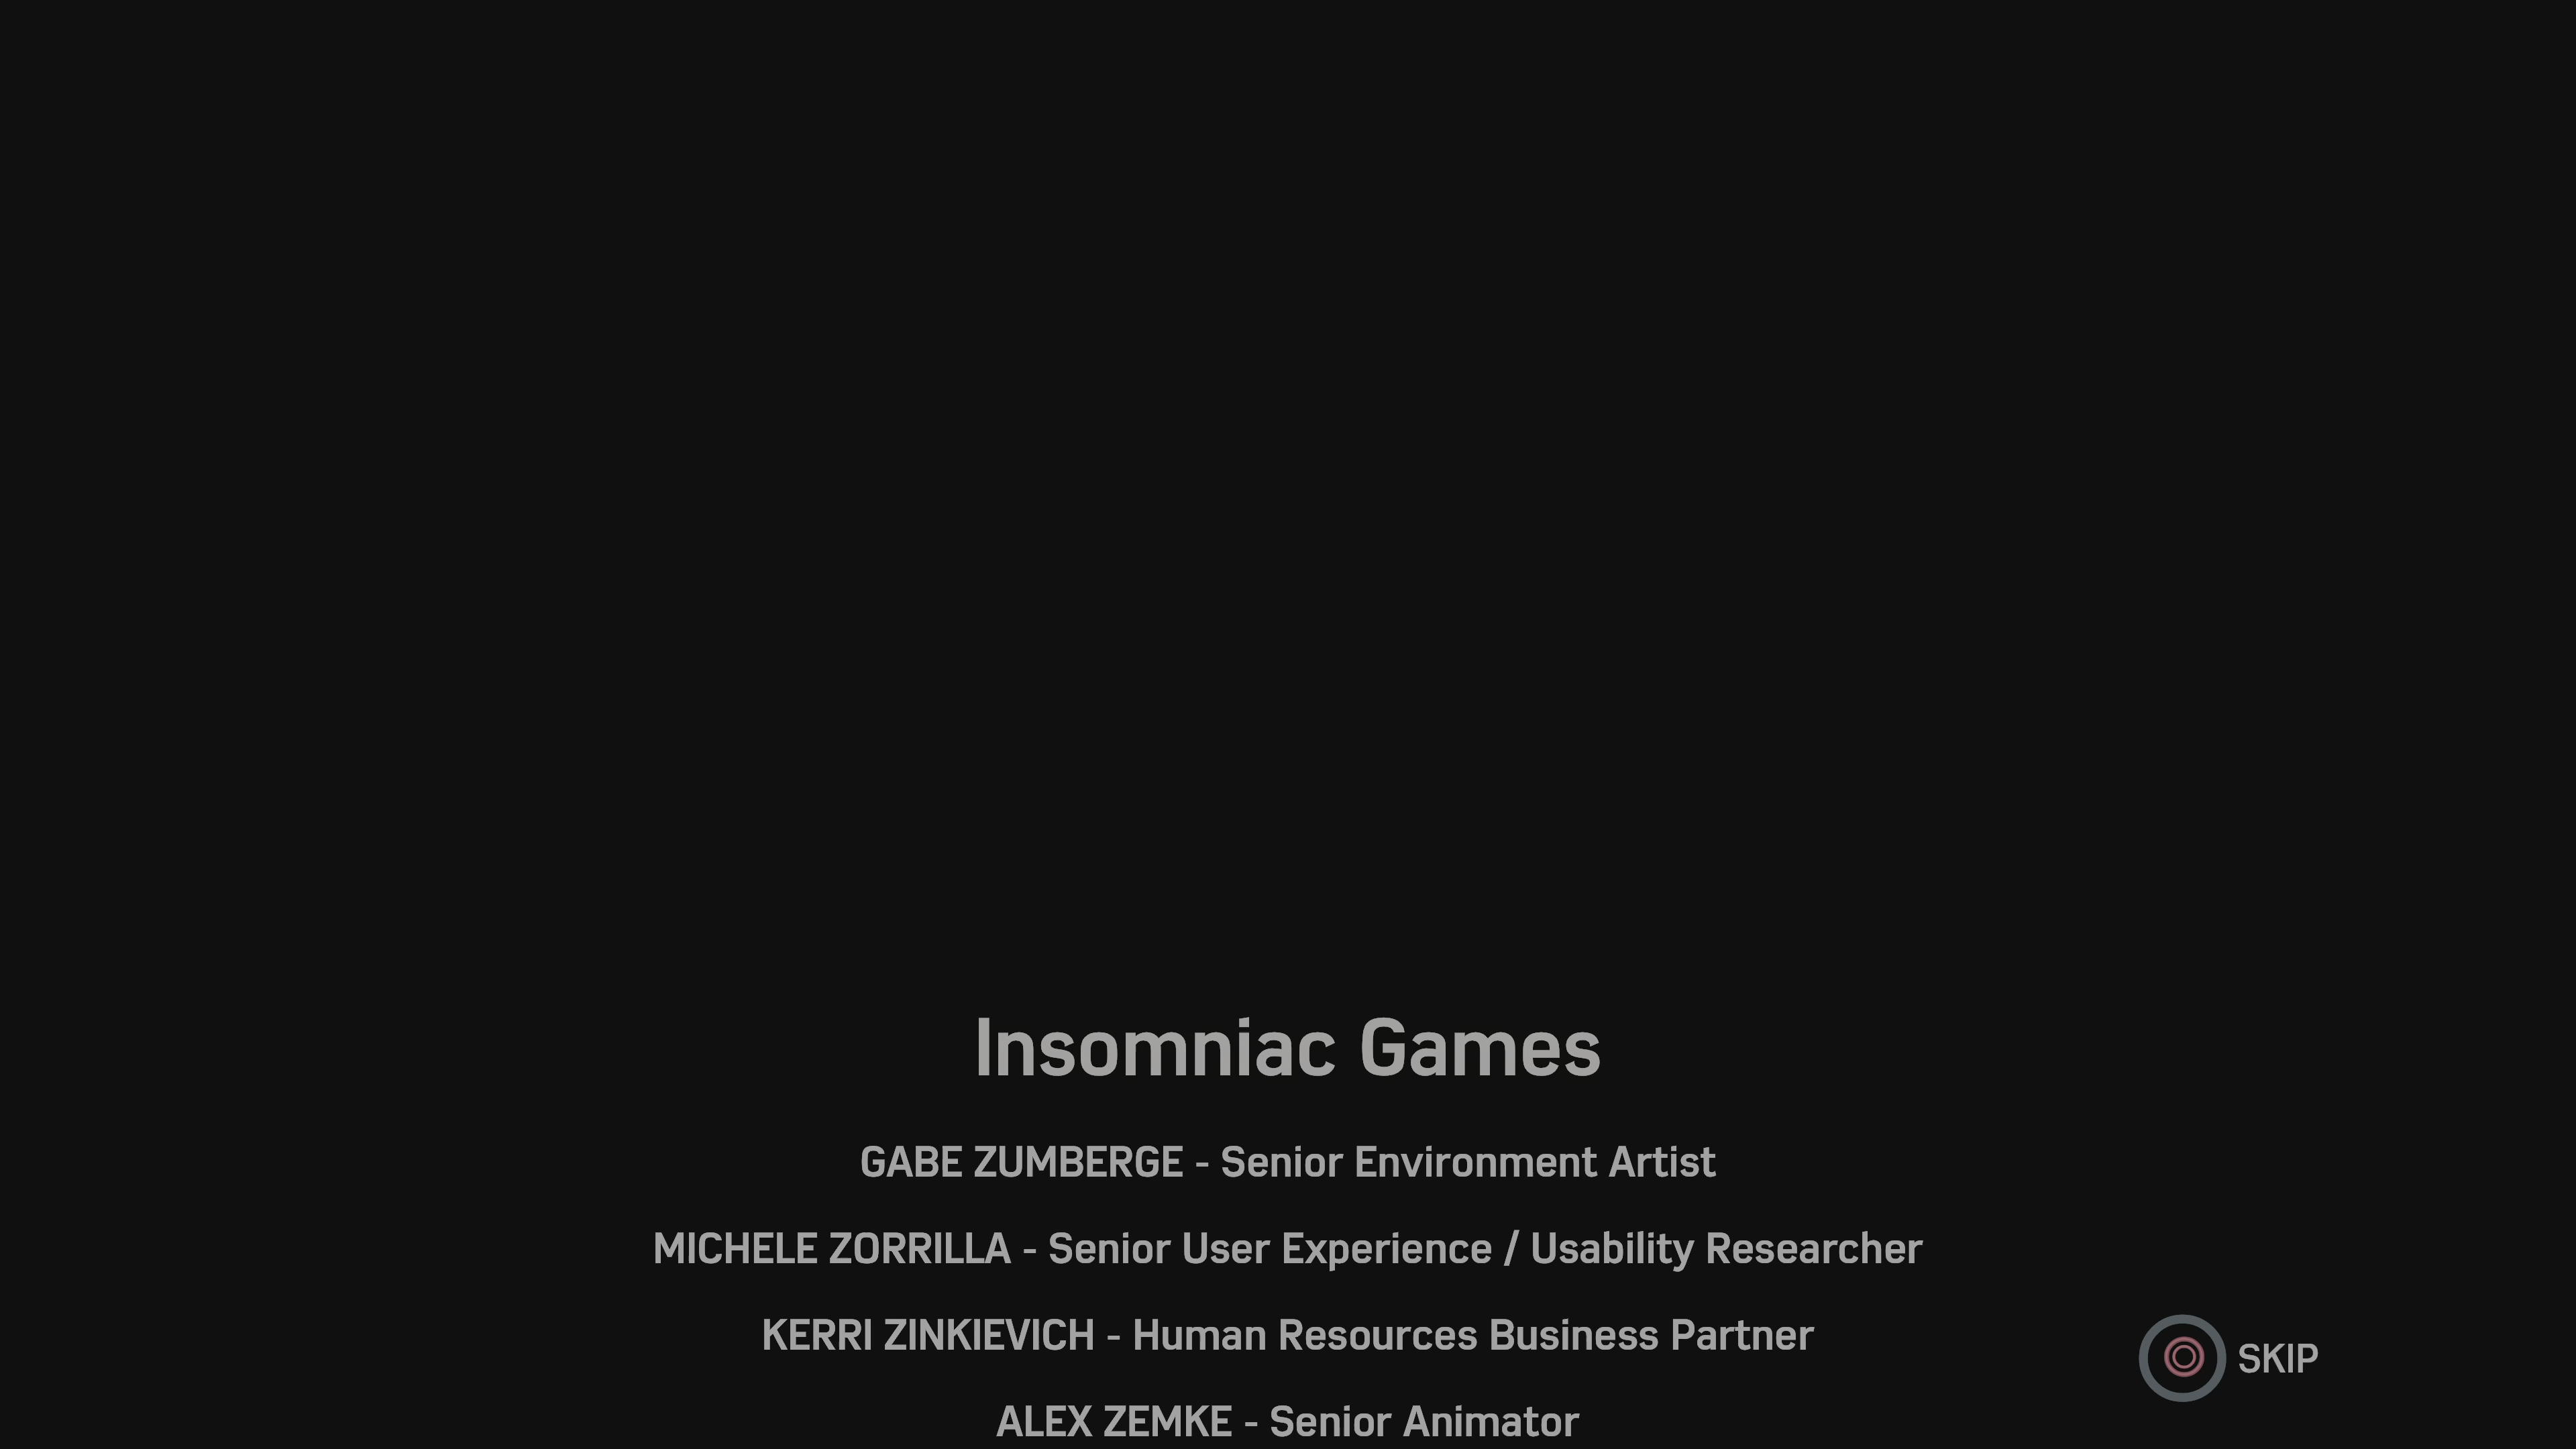 Insomniac Games
GABE ZUMBERGE - Senior Environment Artist
MICHELE ZORRILLA - Senior User Experience / Usability Researcher
KERRI ZINKIEVICH - Human Resources Business Partner
SKIP
ALEX ZEMKE - Senior Animator